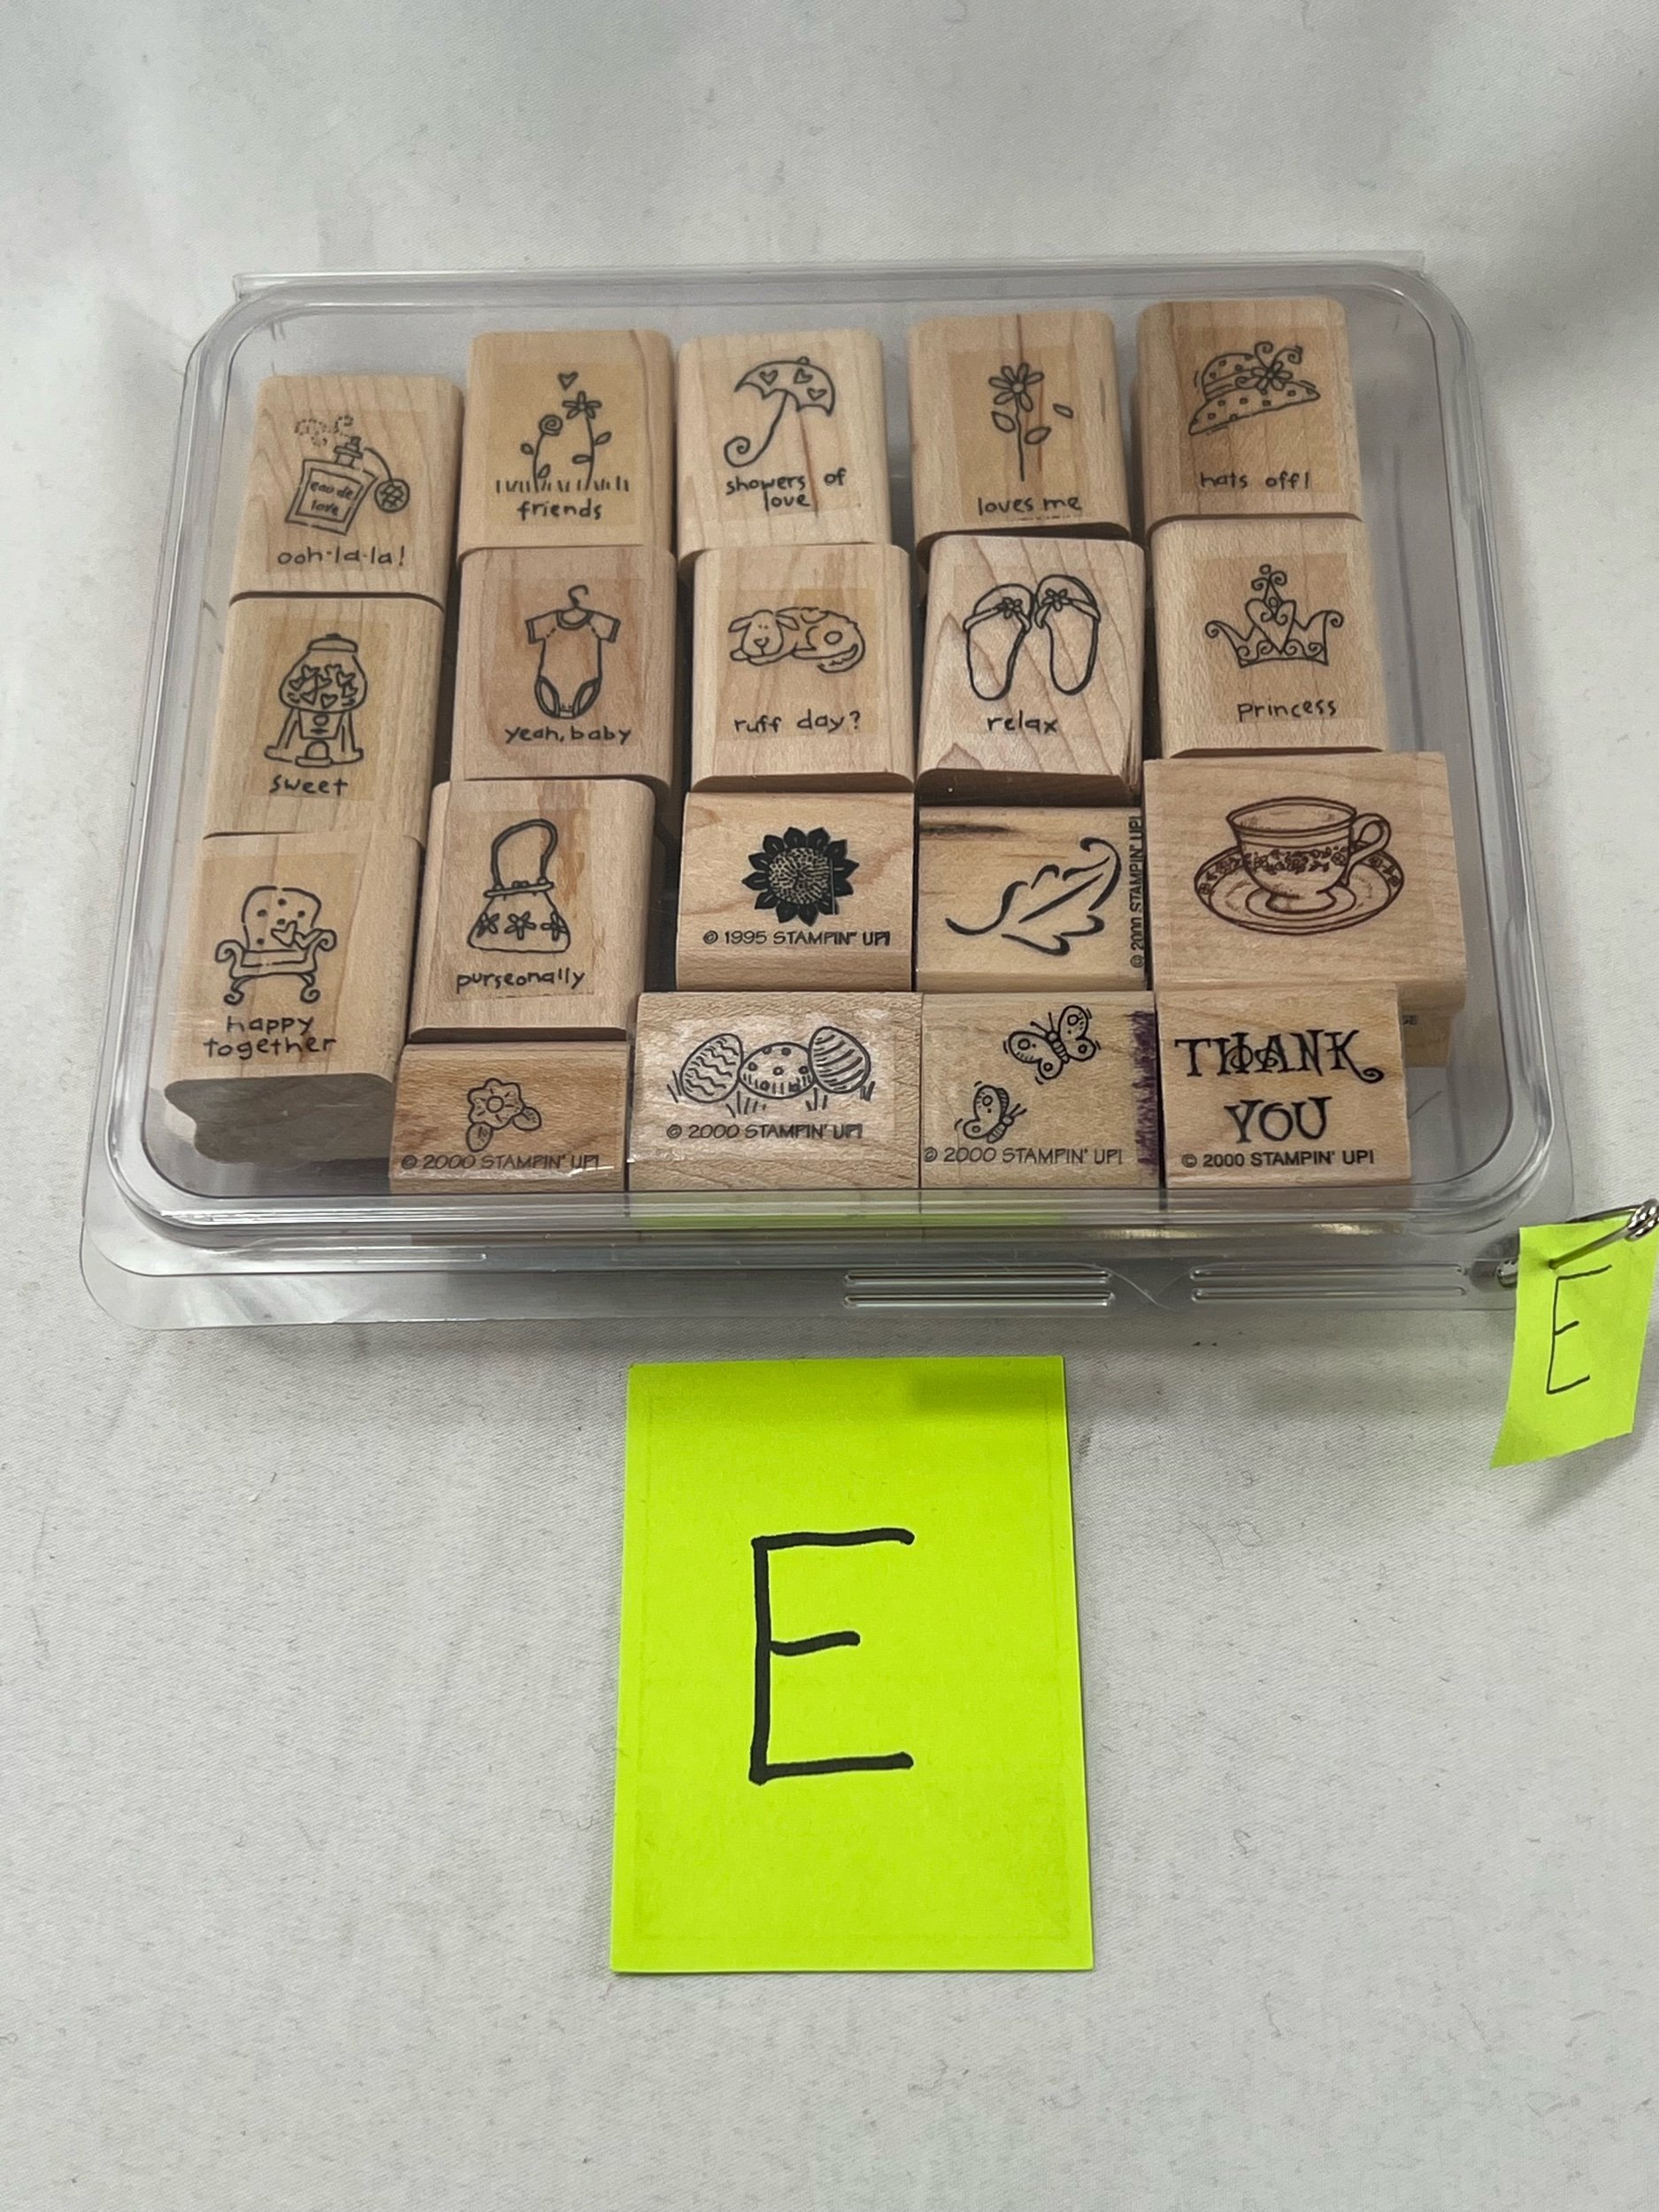 eau de
love
ooh·la·la!
friends
showers of
love
loves me
hats off!
sweet
yeah, baby
ruff day?
relax
princess
happy
together
purseonally
© 1995 STAMPIN' UP!
© 2000 STAMPIN' UP!
© 2000 STAMPIN' UP!
© 2000 STAMPIN' UP!
© 2000 STAMPIN' UP!
THANK
YOU
© 2000 STAMPIN' UP!
E
E